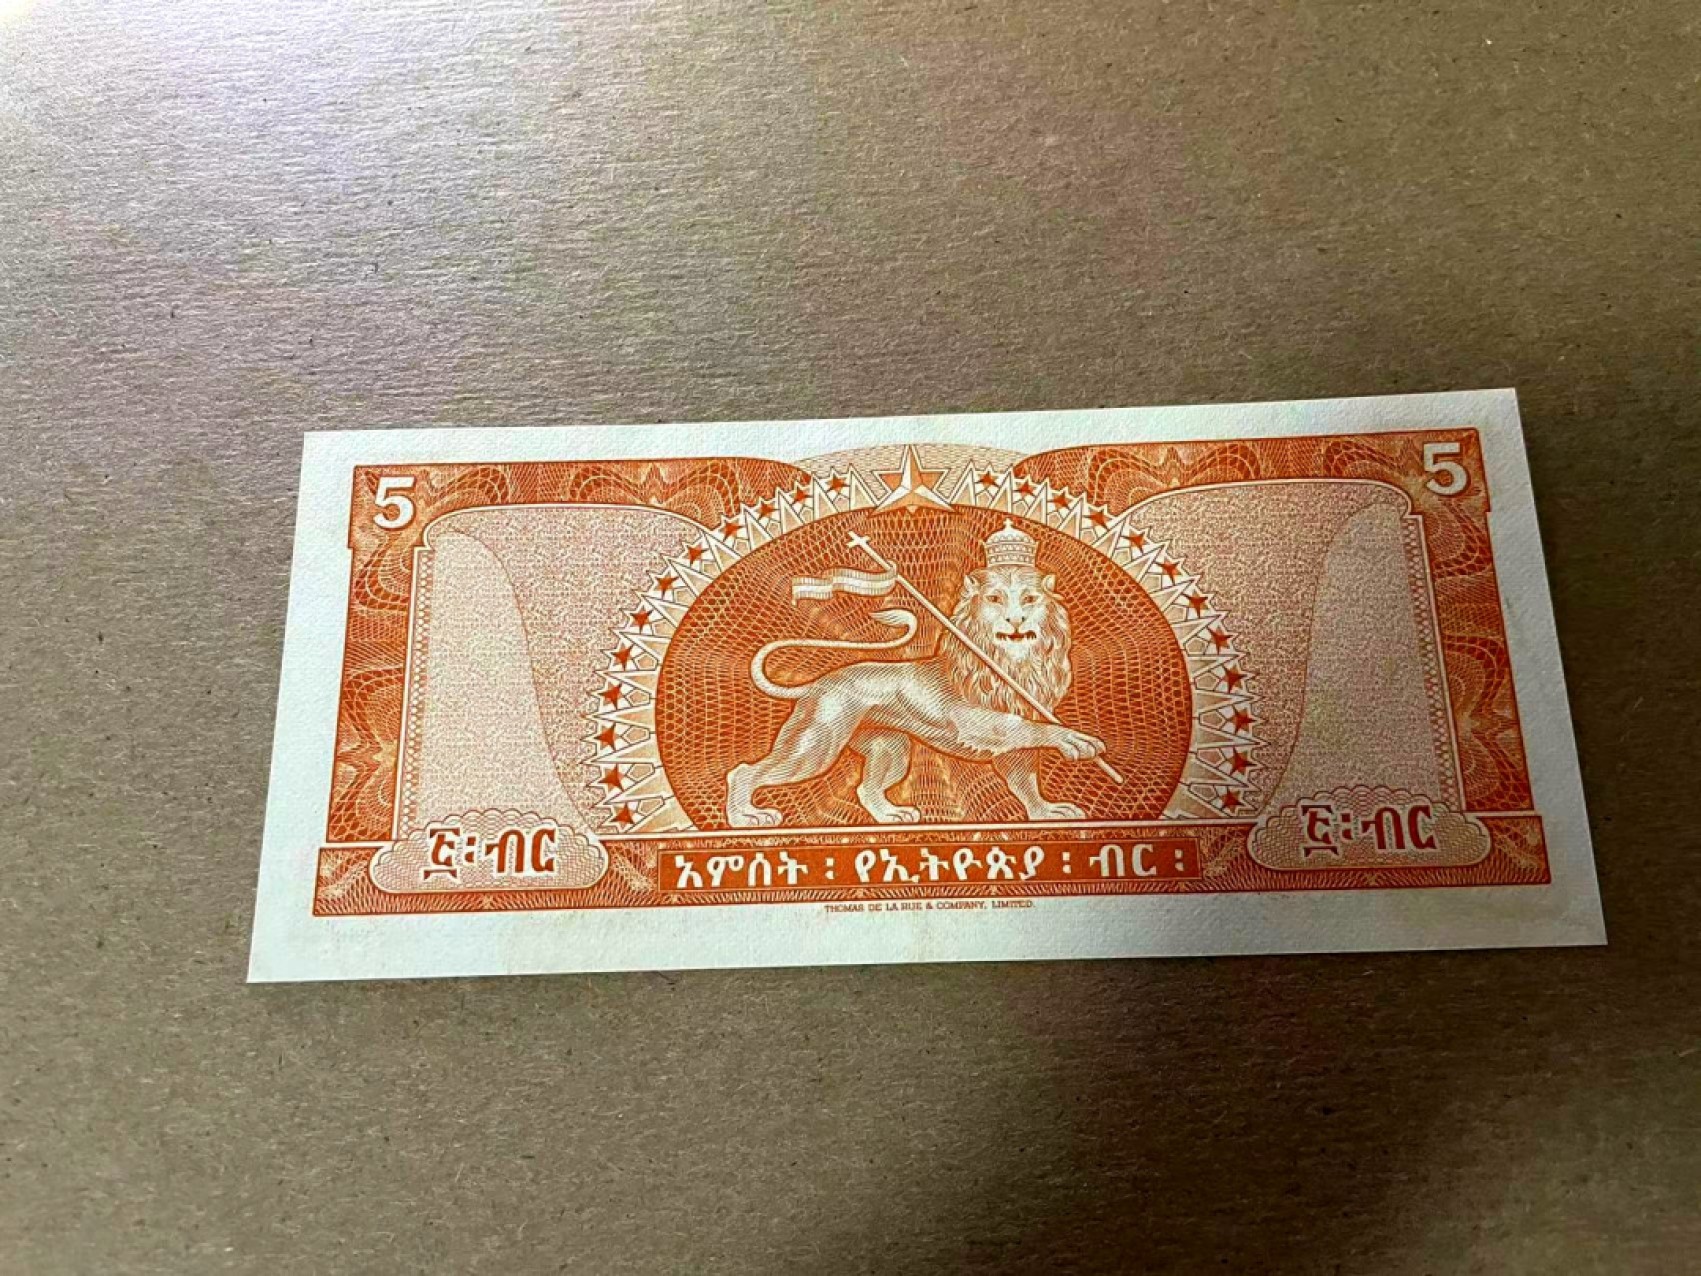 5 5
፭፡ብር ፭፡ብር
አምስት ፡ የኢትዮጵያ ፡ ብር ፡
THOMAS DE LA RUE & COMPANY, LIMITED.